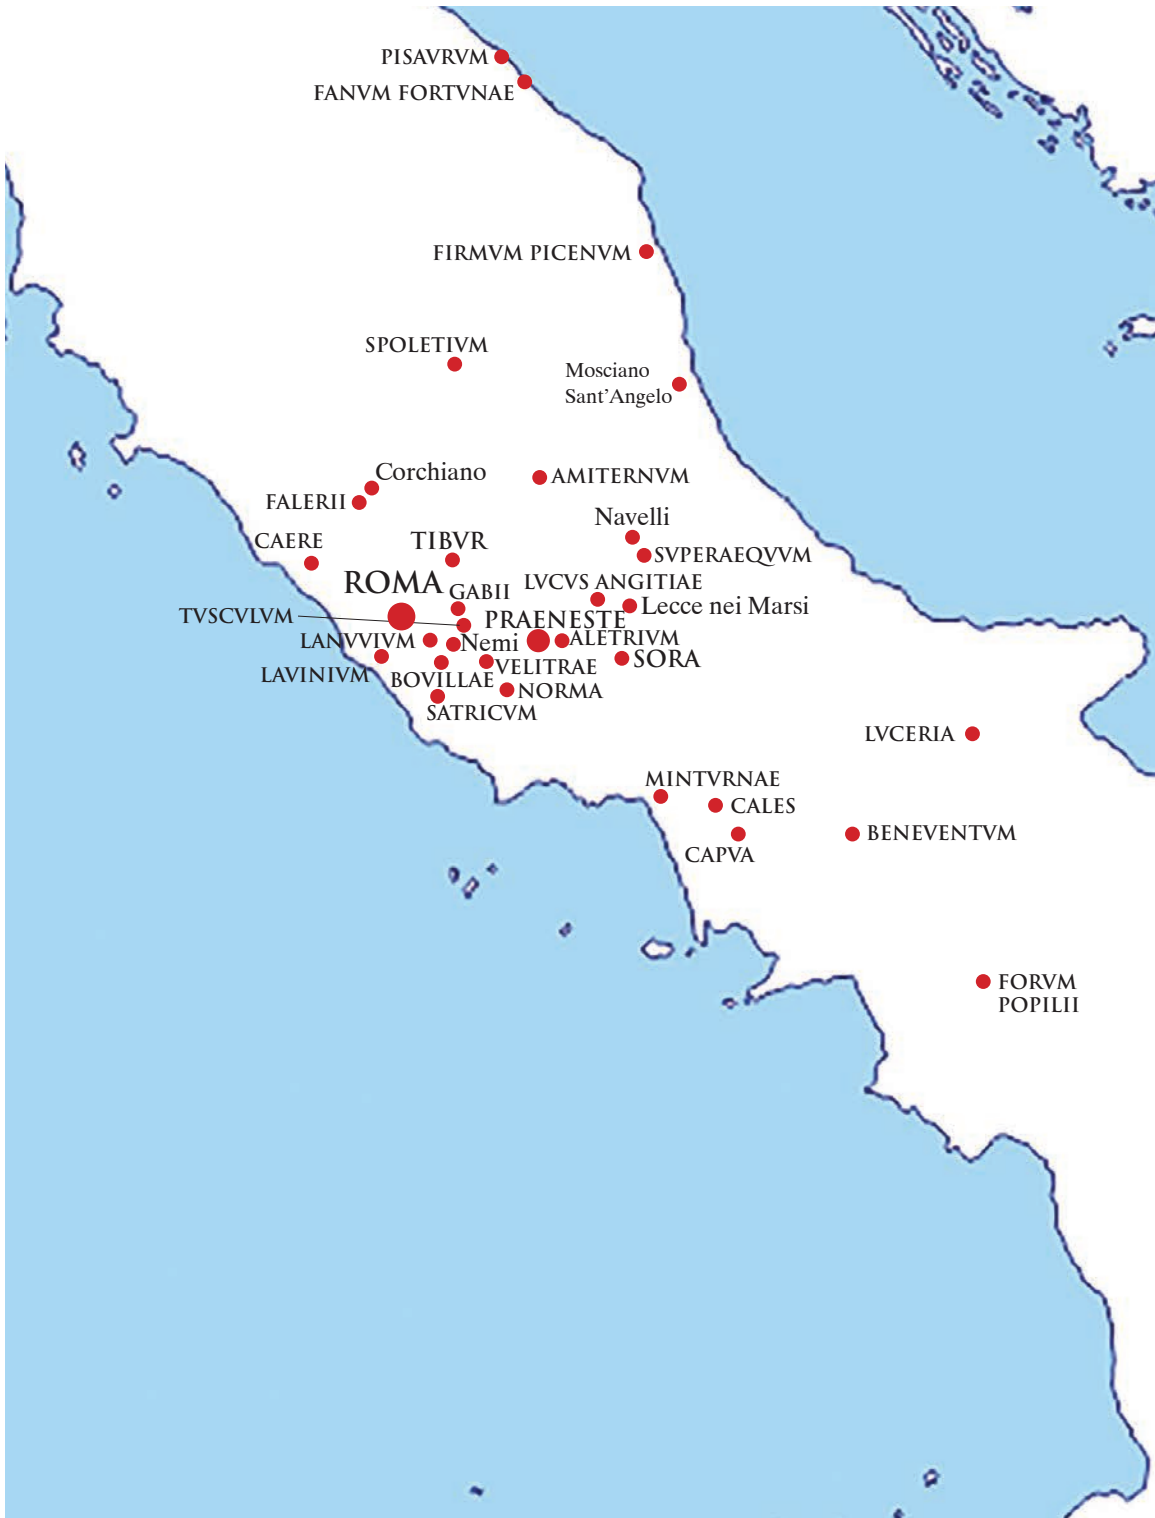 PISAVRVM
FANVM FORTVNAE
FIRMVM PICENVM
SPOLETIVM
Mosciano
Sant’Angelo
Corchiano
AMITERNVM
FALERII
Navelli
CAERE
TIBVR
SVPERAEQVVM
ROMA
LVCVS ANGITIAE
GABII
Lecce nei Marsi
TVSCVLVM
PRAENESTE
LANVVIVM
Nemi
ALETRIVM
SORA
LAVINIVM
VELITRAE
BOVILLAE
NORMA
SATRICVM
LVCERIA
MINTVRNAE
CALES
BENEVENTVM
CAPVA
FORVM
POPILII